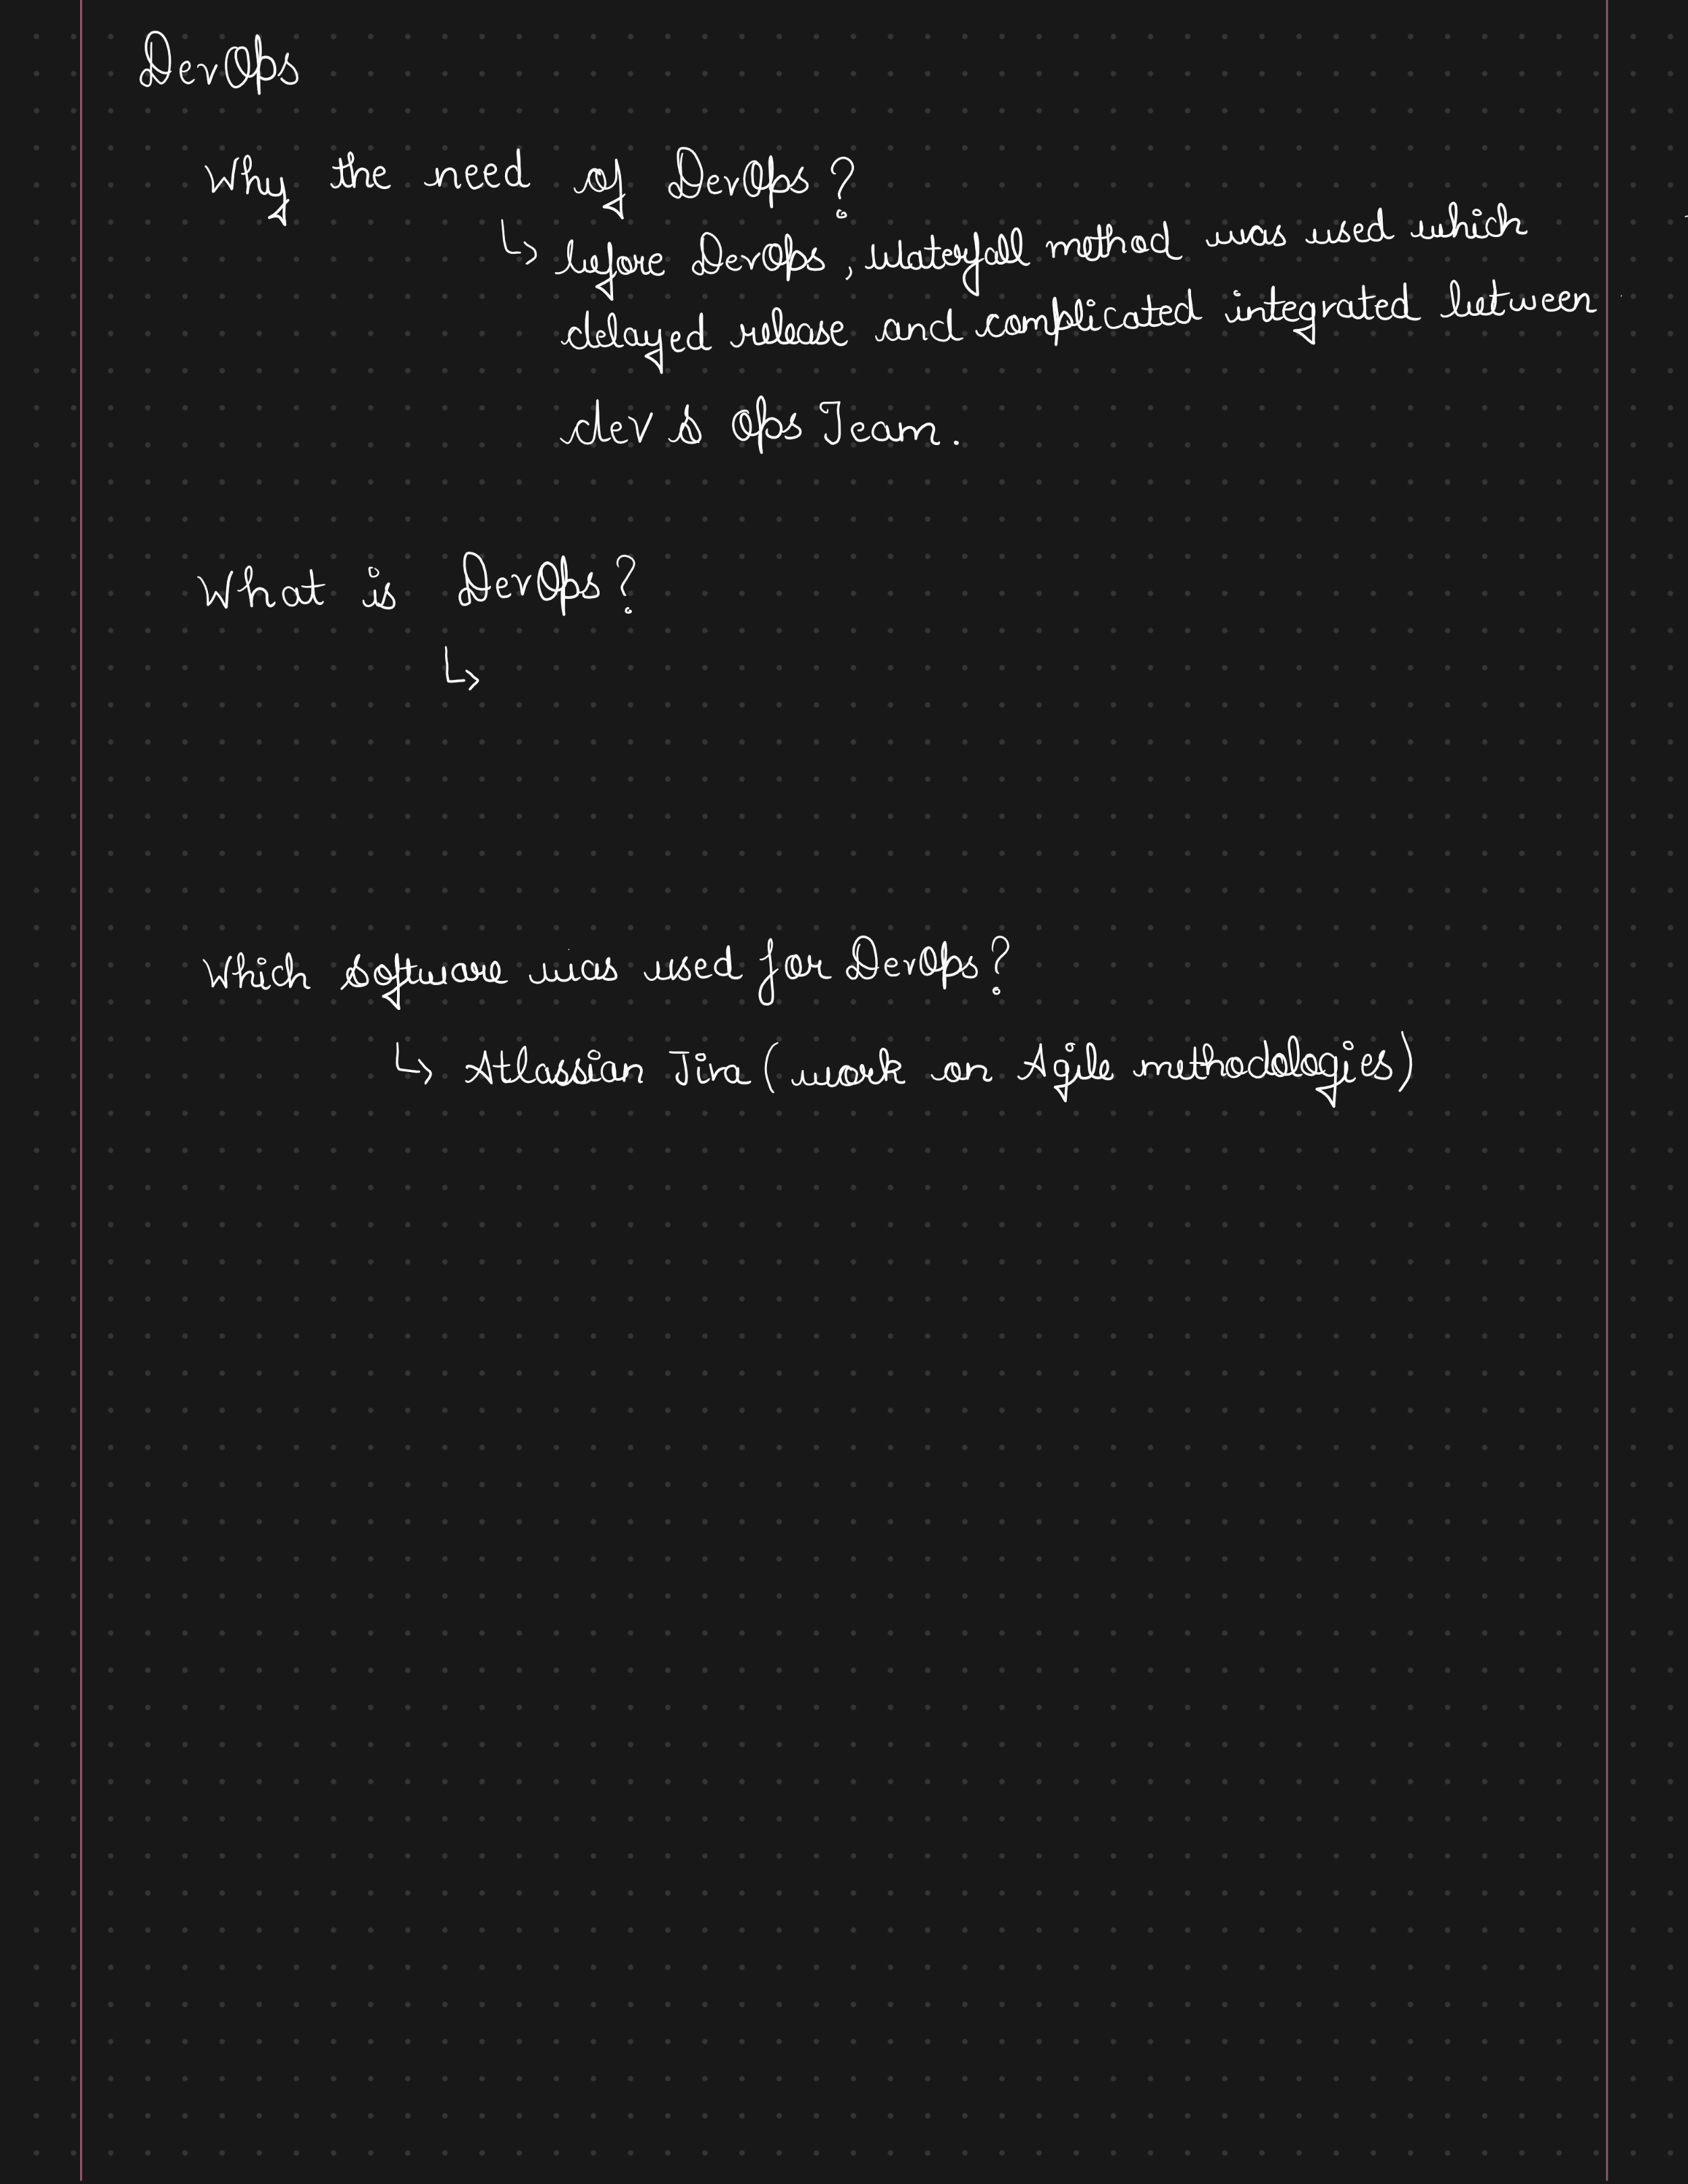 DevOps
Why the need of DevOps?
↳ before DevOps, Waterfall method was used which
delayed release and complicated integrated between
dev & Ops Team.
What is DevOps?
↳
Which software was used for DevOps?
↳ Atlassian Jira (work on Agile methodologies)